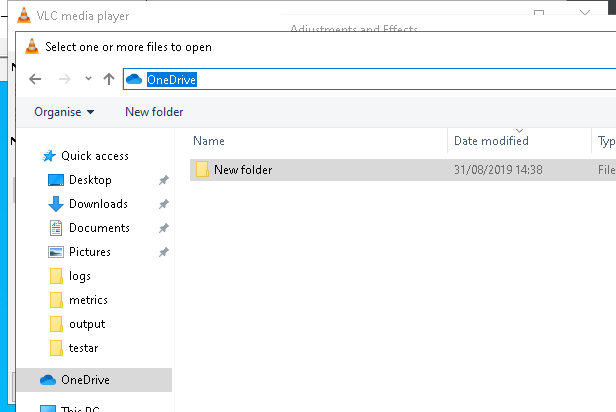 VLC media player
Adjustments and Effects
Select one or more files to open
OneDrive
Organise New folder
Name Date modified Typ
Quick access
New folder 31/08/2019 14:38 File
Desktop
Downloads
Documents
Pictures
logs
metrics
output
testar
OneDrive
This PC